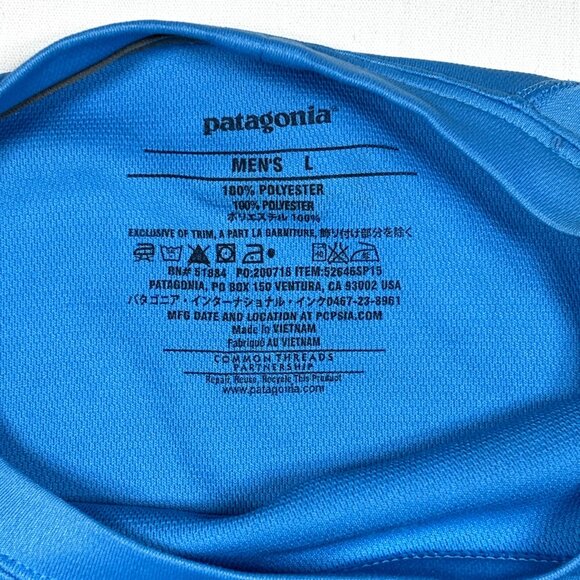 patagonia®
MEN'S L
100% POLYESTER
100% POLYESTER
ポリエステル 100%
EXCLUSIVE OF TRIM, A PART LA GARNITURE, 飾り付け部分を除く
RN# 51884 PO:200718 ITEM:52646SP15
PATAGONIA, PO BOX 150 VENTURA, CA 93002 USA
パタゴニア・インターナショナル・インク0467-23-8961
MFG DATE AND LOCATION AT PCPSIA.COM
Made in VIETNAM
Fabriqué AU VIETNAM
COMMON THREADS
PARTNERSHIP
Repair, Reuse, Recycle This Product
www.patagonia.com